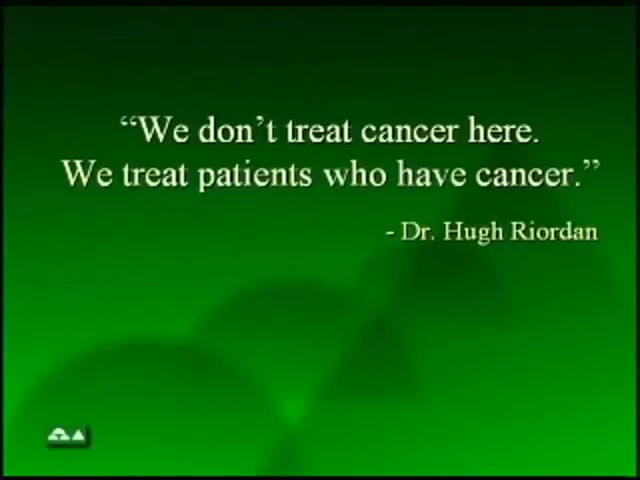 “We don’t treat cancer here.
We treat patients who have cancer.”
- Dr. Hugh Riordan